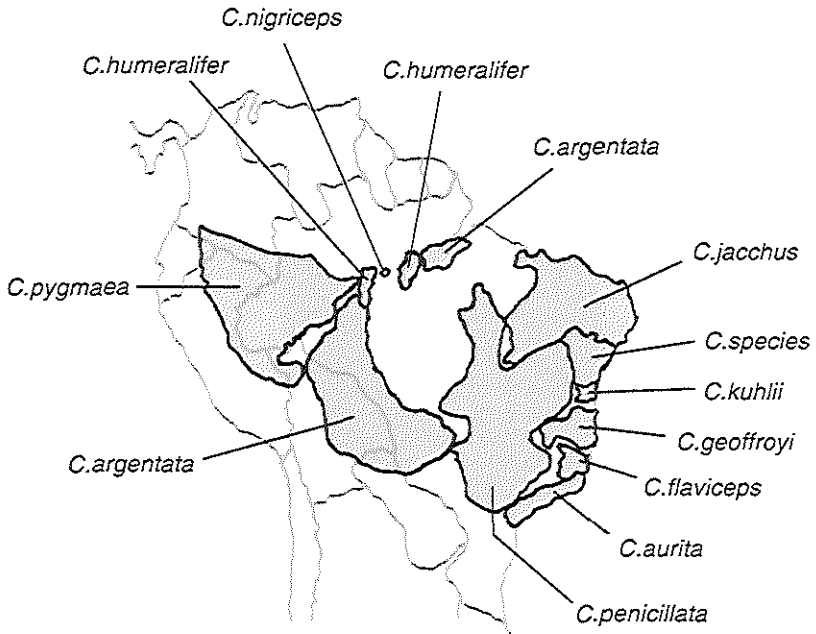 C.nigriceps
C.humeralifer
C.humeralifer
C.argentata
C.jacchus
C.pygmaea
C.species
C.kuhlii
C.geoffroyi
C.argentata
C.flaviceps
C.aurita
C.penicillata